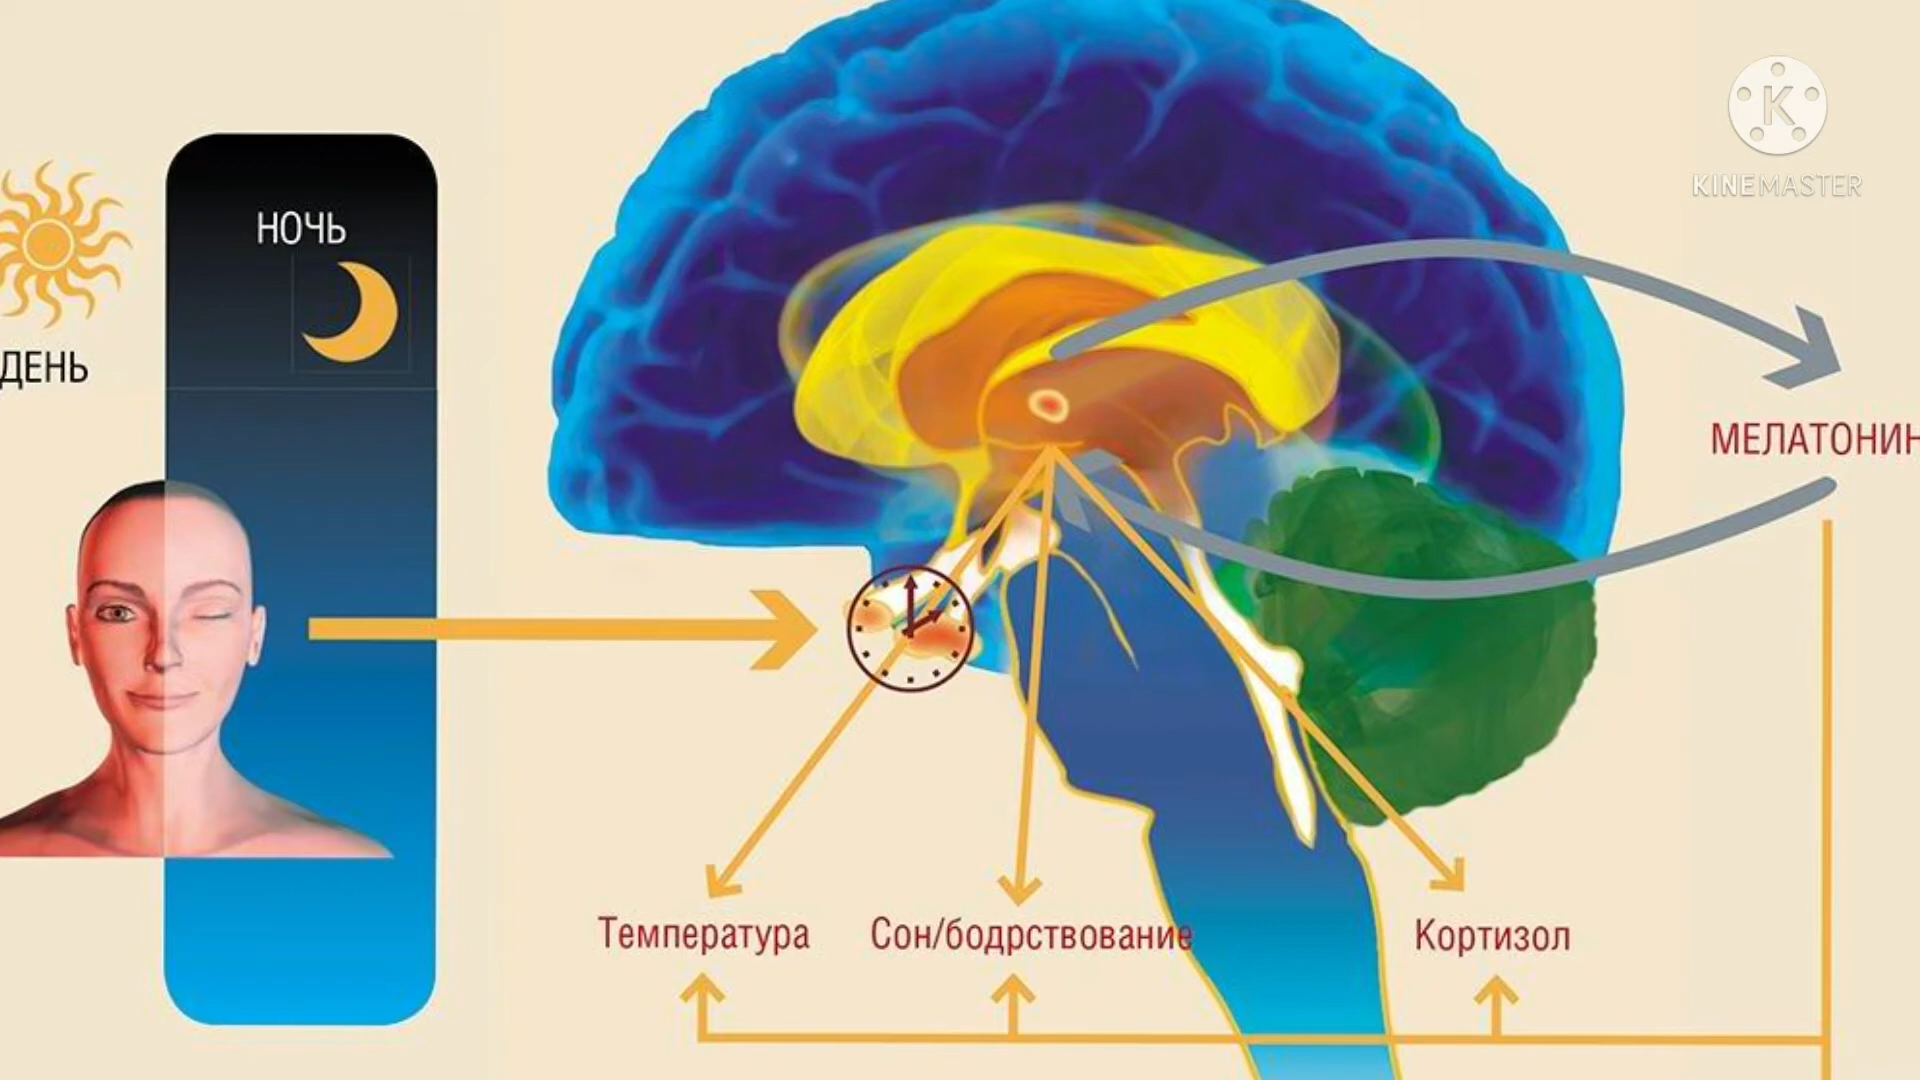 НОЧЬ
ДЕНЬ
KINEMASTER
МЕЛАТОНИН
Температура
Сон/бодрствование
Кортизол